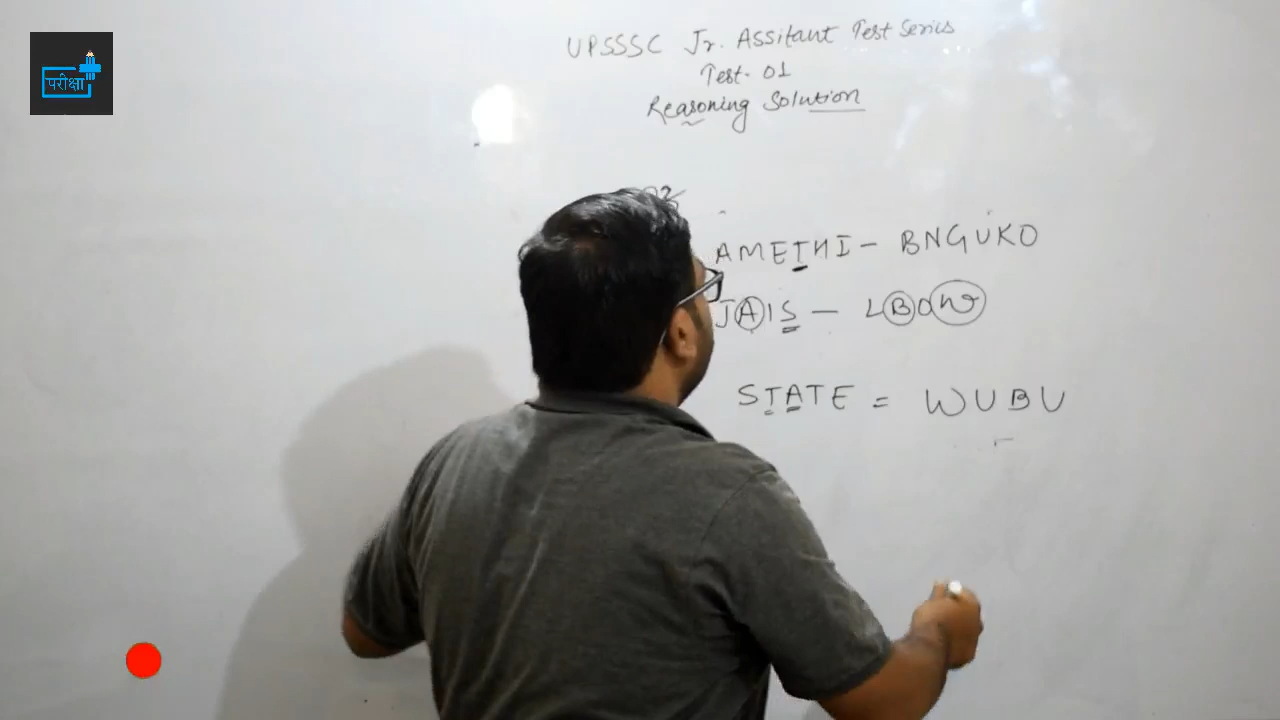 परीक्षा
UPSSSC Jr. Assitant Test Series
Test- 01
Reasoning Solution
AMETHI - BNGUKO
JAIS - LBOW
STATE = WUBU